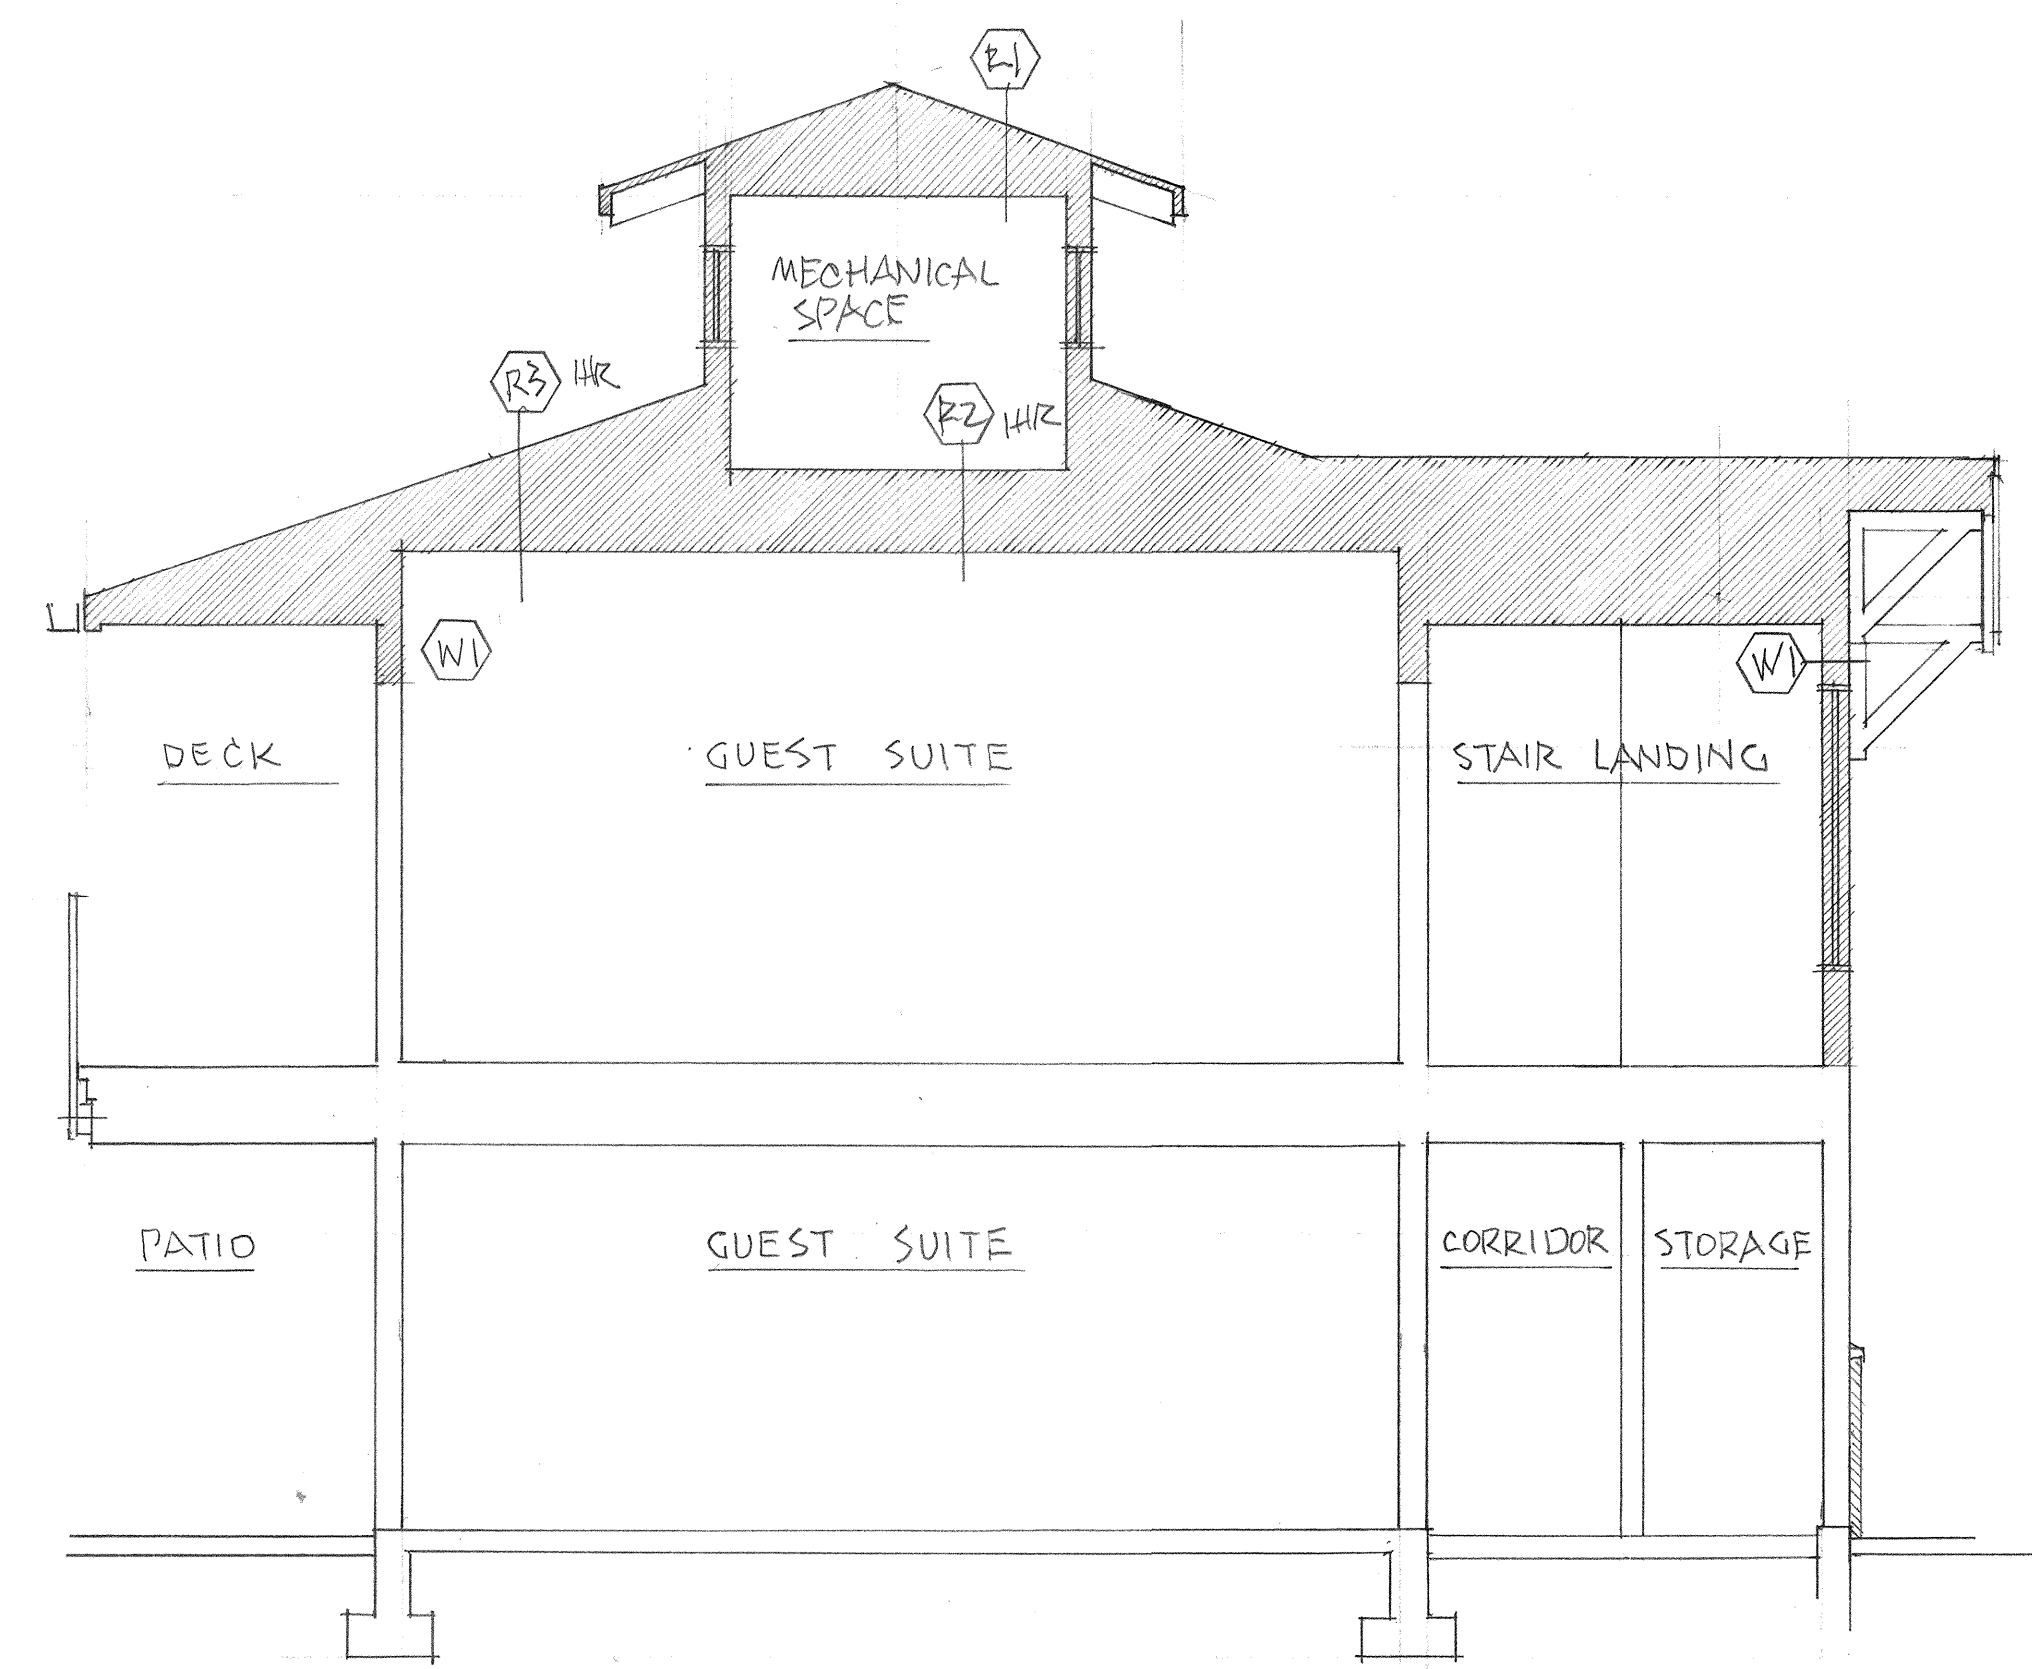 R1
MECHANICAL
SPACE
R3 1HR
R2 1HR
W1
W1
DECK
GUEST SUITE
STAIR LANDING
PATIO
GUEST SUITE
CORRIDOR
STORAGE